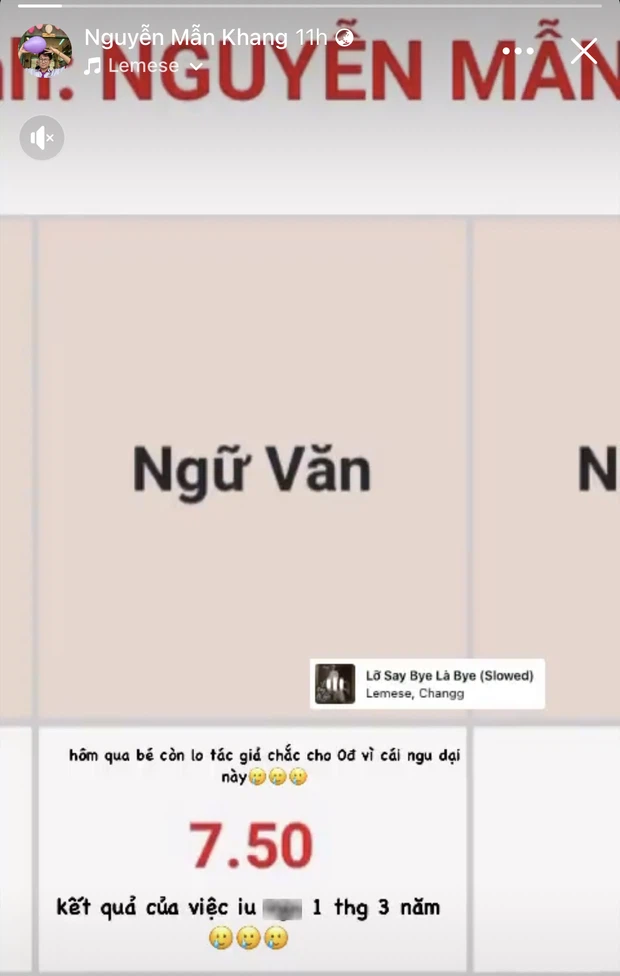 Nguyễn Mẫn Khang 11h
Lemese
nh: NGUYỄN MẪN
Ngữ Văn
N
Lỡ Say Bye Là Bye (Slowed)
Lemese, Changg
hôm qua bé còn lo tác giả chắc cho 0đ vì cái ngu dại
này🥲🥲🥲
7.50
kết quả của việc iu 1 thg 3 năm
🥲🥲🥲